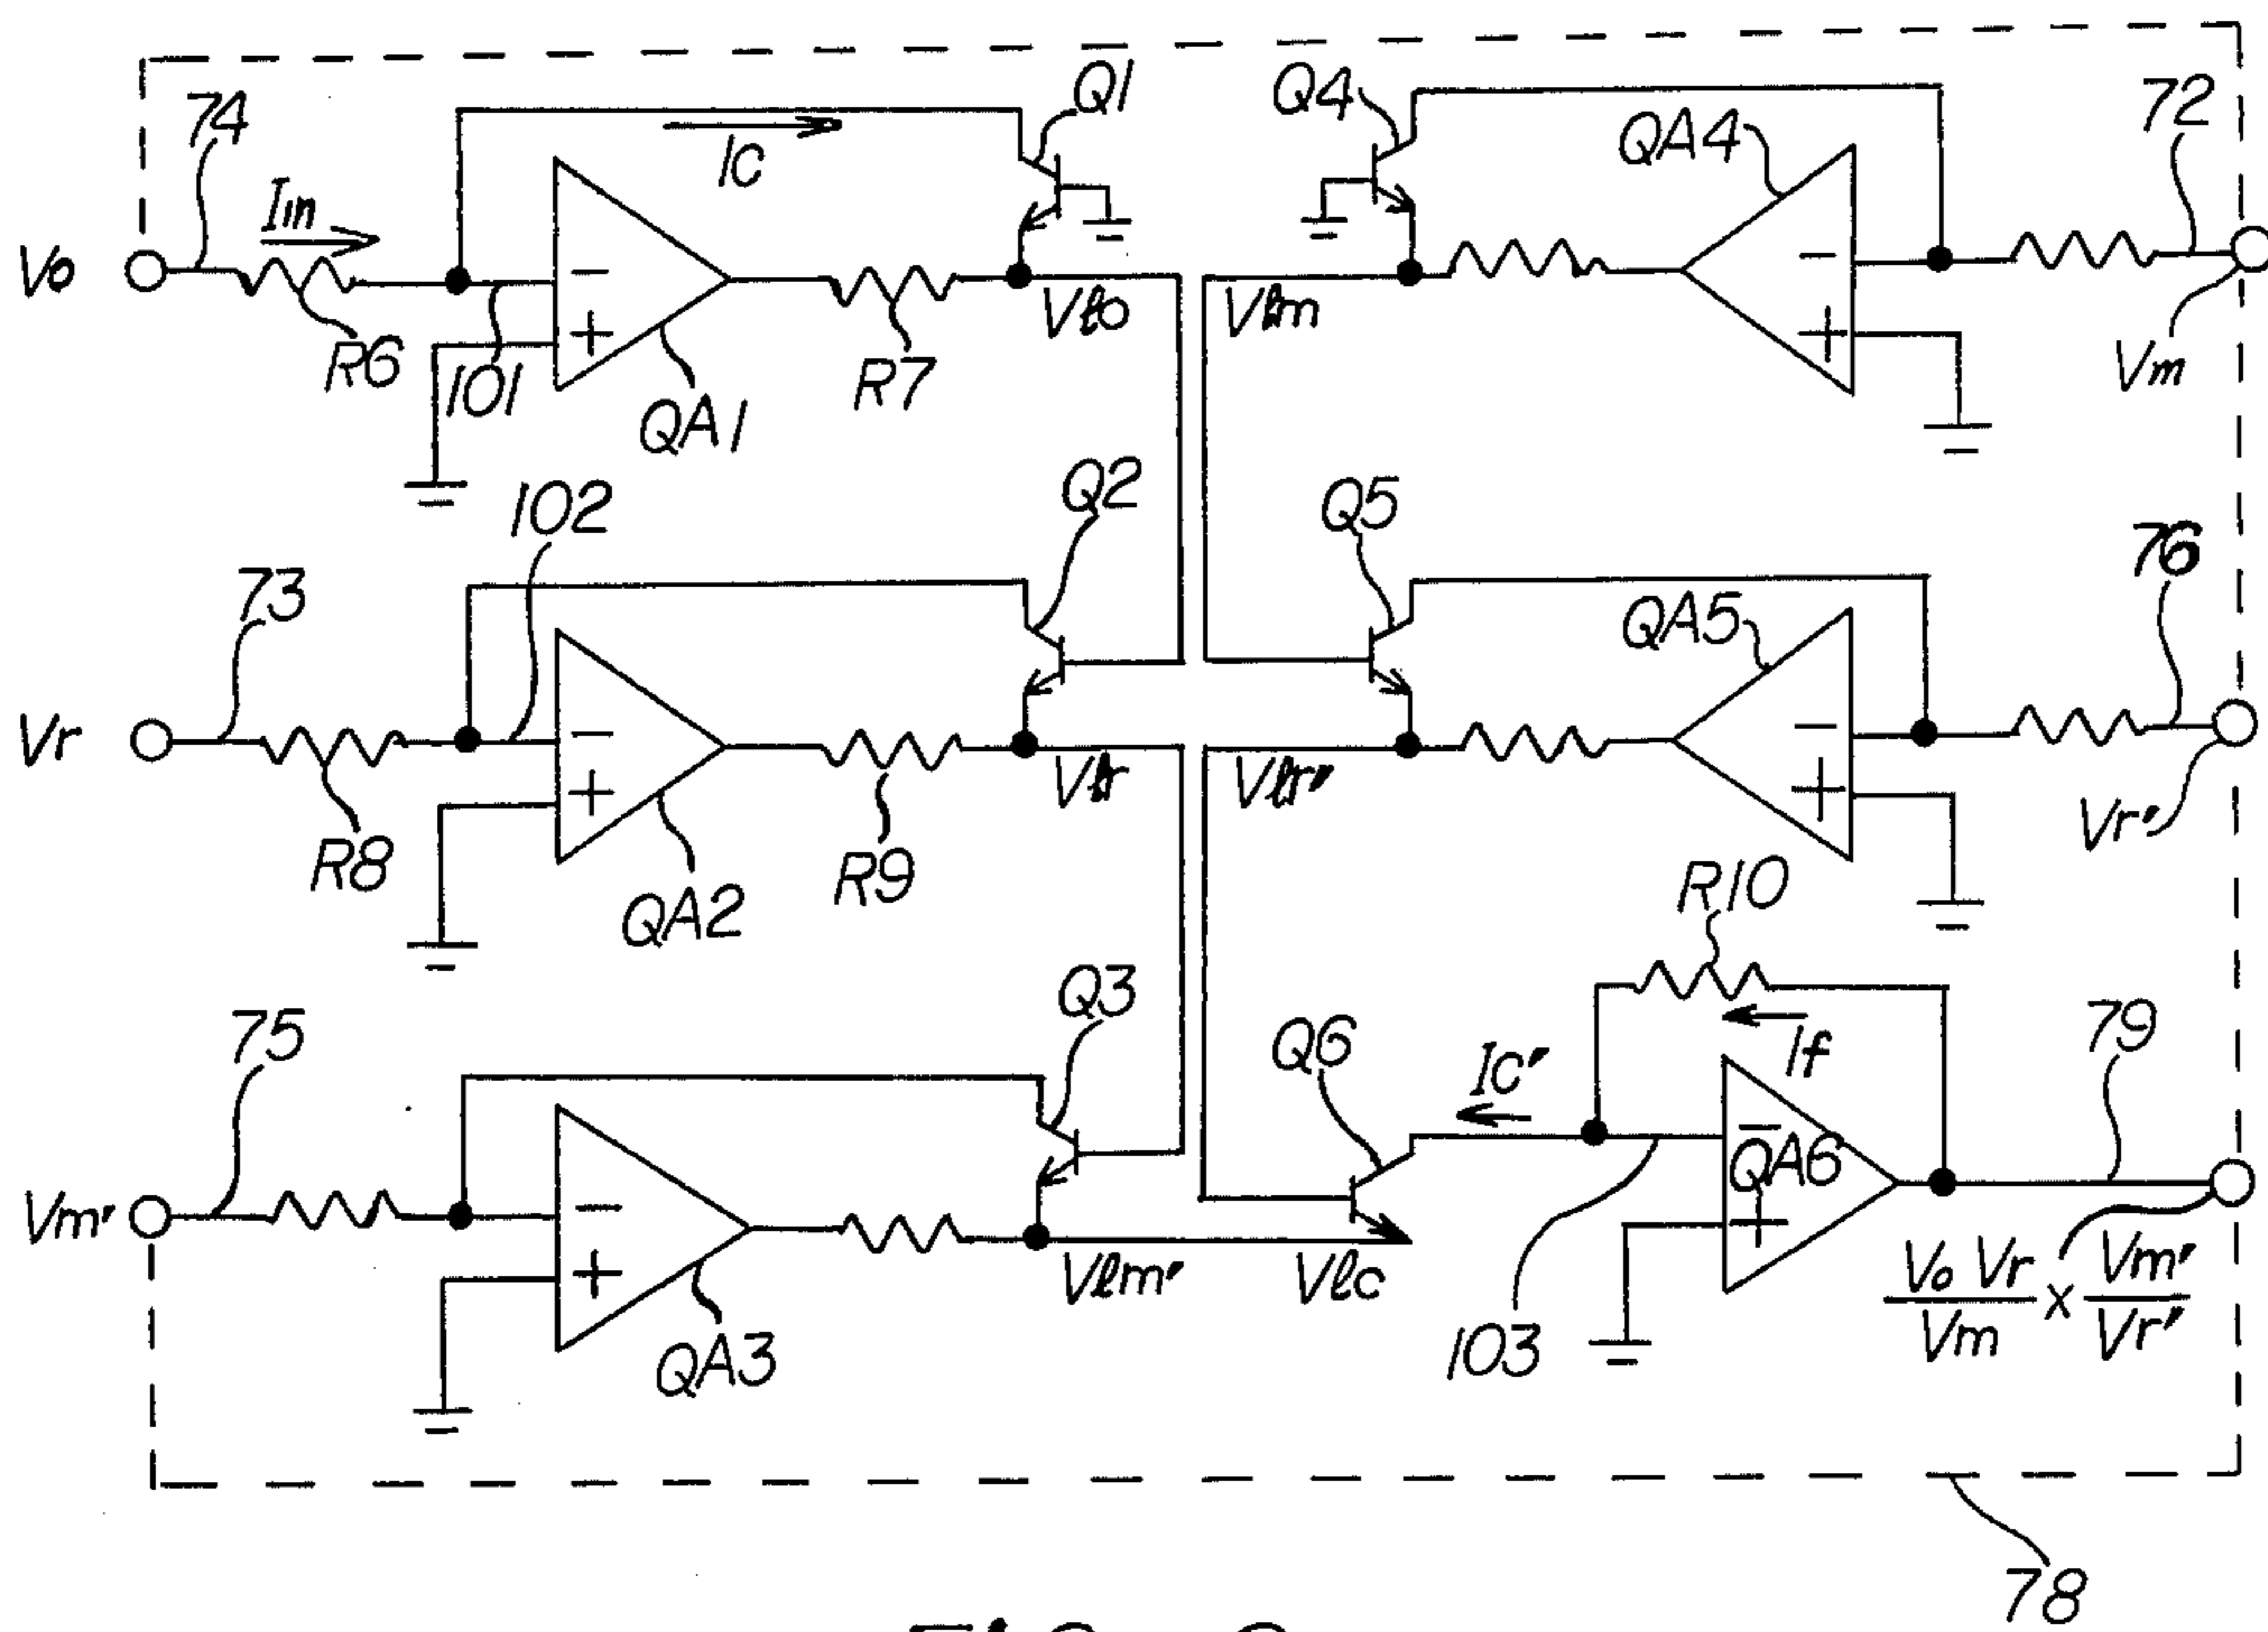 Q1
Q4
74
Ic
QA4
72
Iin
Vo
−
+
Vlo
Vlm
−
+
R6
101
R7
Vm
QA1
Q2
Q5
102
76
73
QA5
Vr
−
+
Vlr
Vlr'
−
+
R8
R9
Vr'
QA2
R10
Q3
75
Q6
Ic'
If
79
Vm'
−
+
−
QA6
+
Vlm'
Vlc
Vo Vr
Vm
x
Vm'
Vr'
QA3
103
78